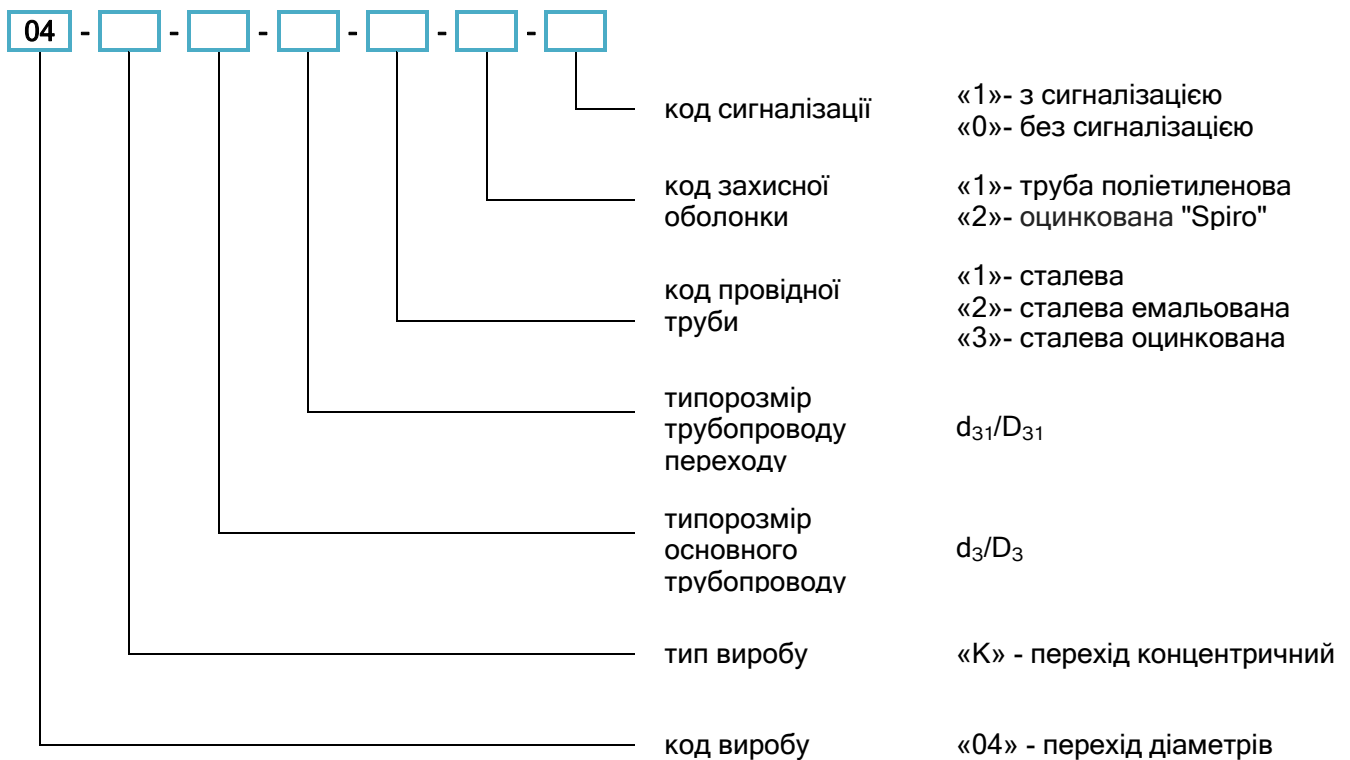 04 - - - - - -
код сигналізації
«1»- з сигналізацією
«0»- без сигналізацією
код захисної
оболонки
«1»- труба поліетиленова
«2»- оцинкована "Spiro"
код провідної
труби
«1»- сталева
«2»- сталева емальована
«3»- сталева оцинкована
типорозмір
трубопроводу
переходу
d31/D31
типорозмір
основного
трубопроводу
d3/D3
тип виробу
«К» - перехід концентричний
код виробу
«04» - перехід діаметрів